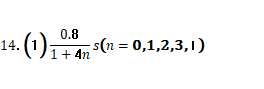 14. (1) 0.8 / 1 + 4n s(n = 0,1,2,3,ι)